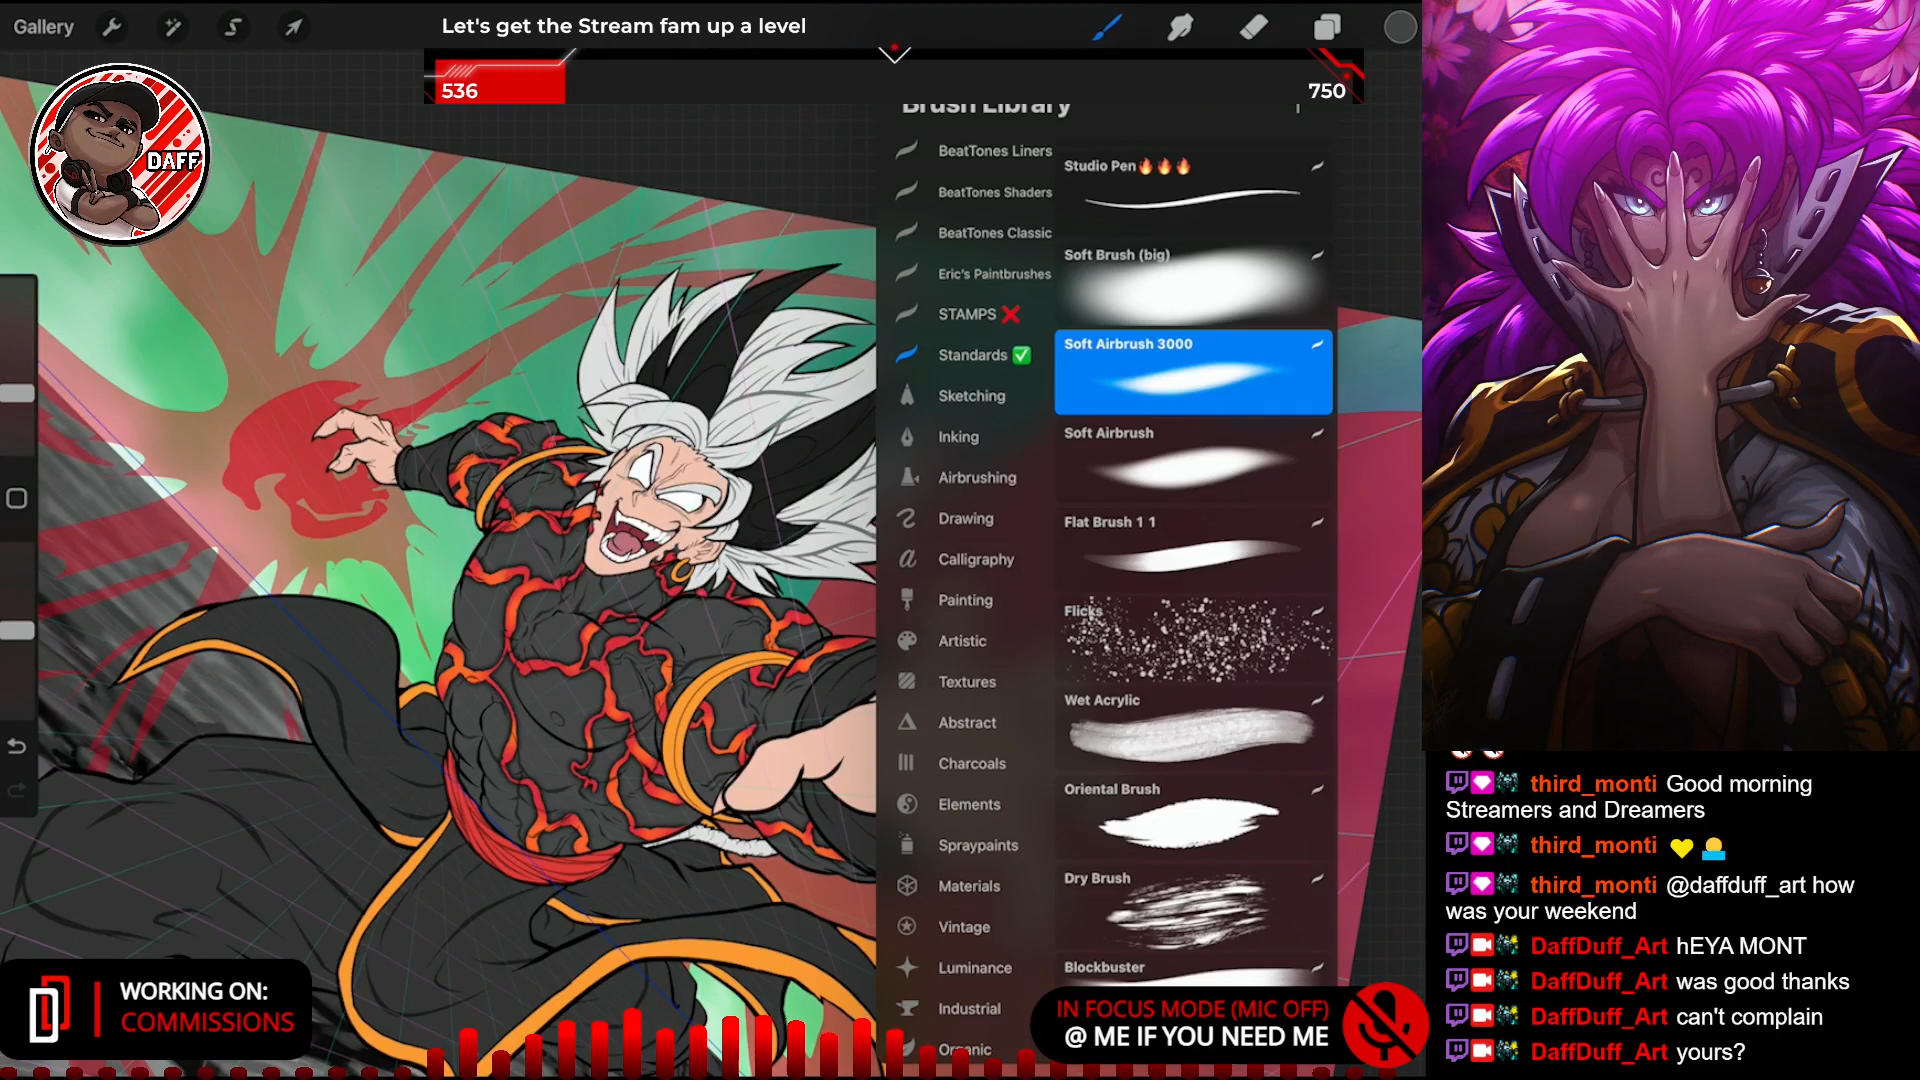 Gallery
Let's get the Stream fam up a level
536
750
DAFF
Brush Library
BeatTones Liners
BeatTones Shaders
BeatTones Classic
Eric's Paintbrushes
STAMPS ❌
Standards ✅
Sketching
Inking
Airbrushing
Drawing
Calligraphy
Painting
Artistic
Textures
Abstract
Charcoals
Elements
Spraypaints
Materials
Vintage
Luminance
Industrial
Organic
Studio Pen🔥🔥🔥
Soft Brush (big)
Soft Airbrush 3000
Soft Airbrush
Flat Brush 1 1
Flicks
Wet Acrylic
Oriental Brush
Dry Brush
Blockbuster
WORKING ON:
COMMISSIONS
IN FOCUS MODE (MIC OFF)
@ ME IF YOU NEED ME
third_monti Good morning
Streamers and Dreamers
third_monti
third_monti @daffduff_art how
was your weekend
DaffDuff_Art hEYA MONT
DaffDuff_Art was good thanks
DaffDuff_Art can't complain
DaffDuff_Art yours?